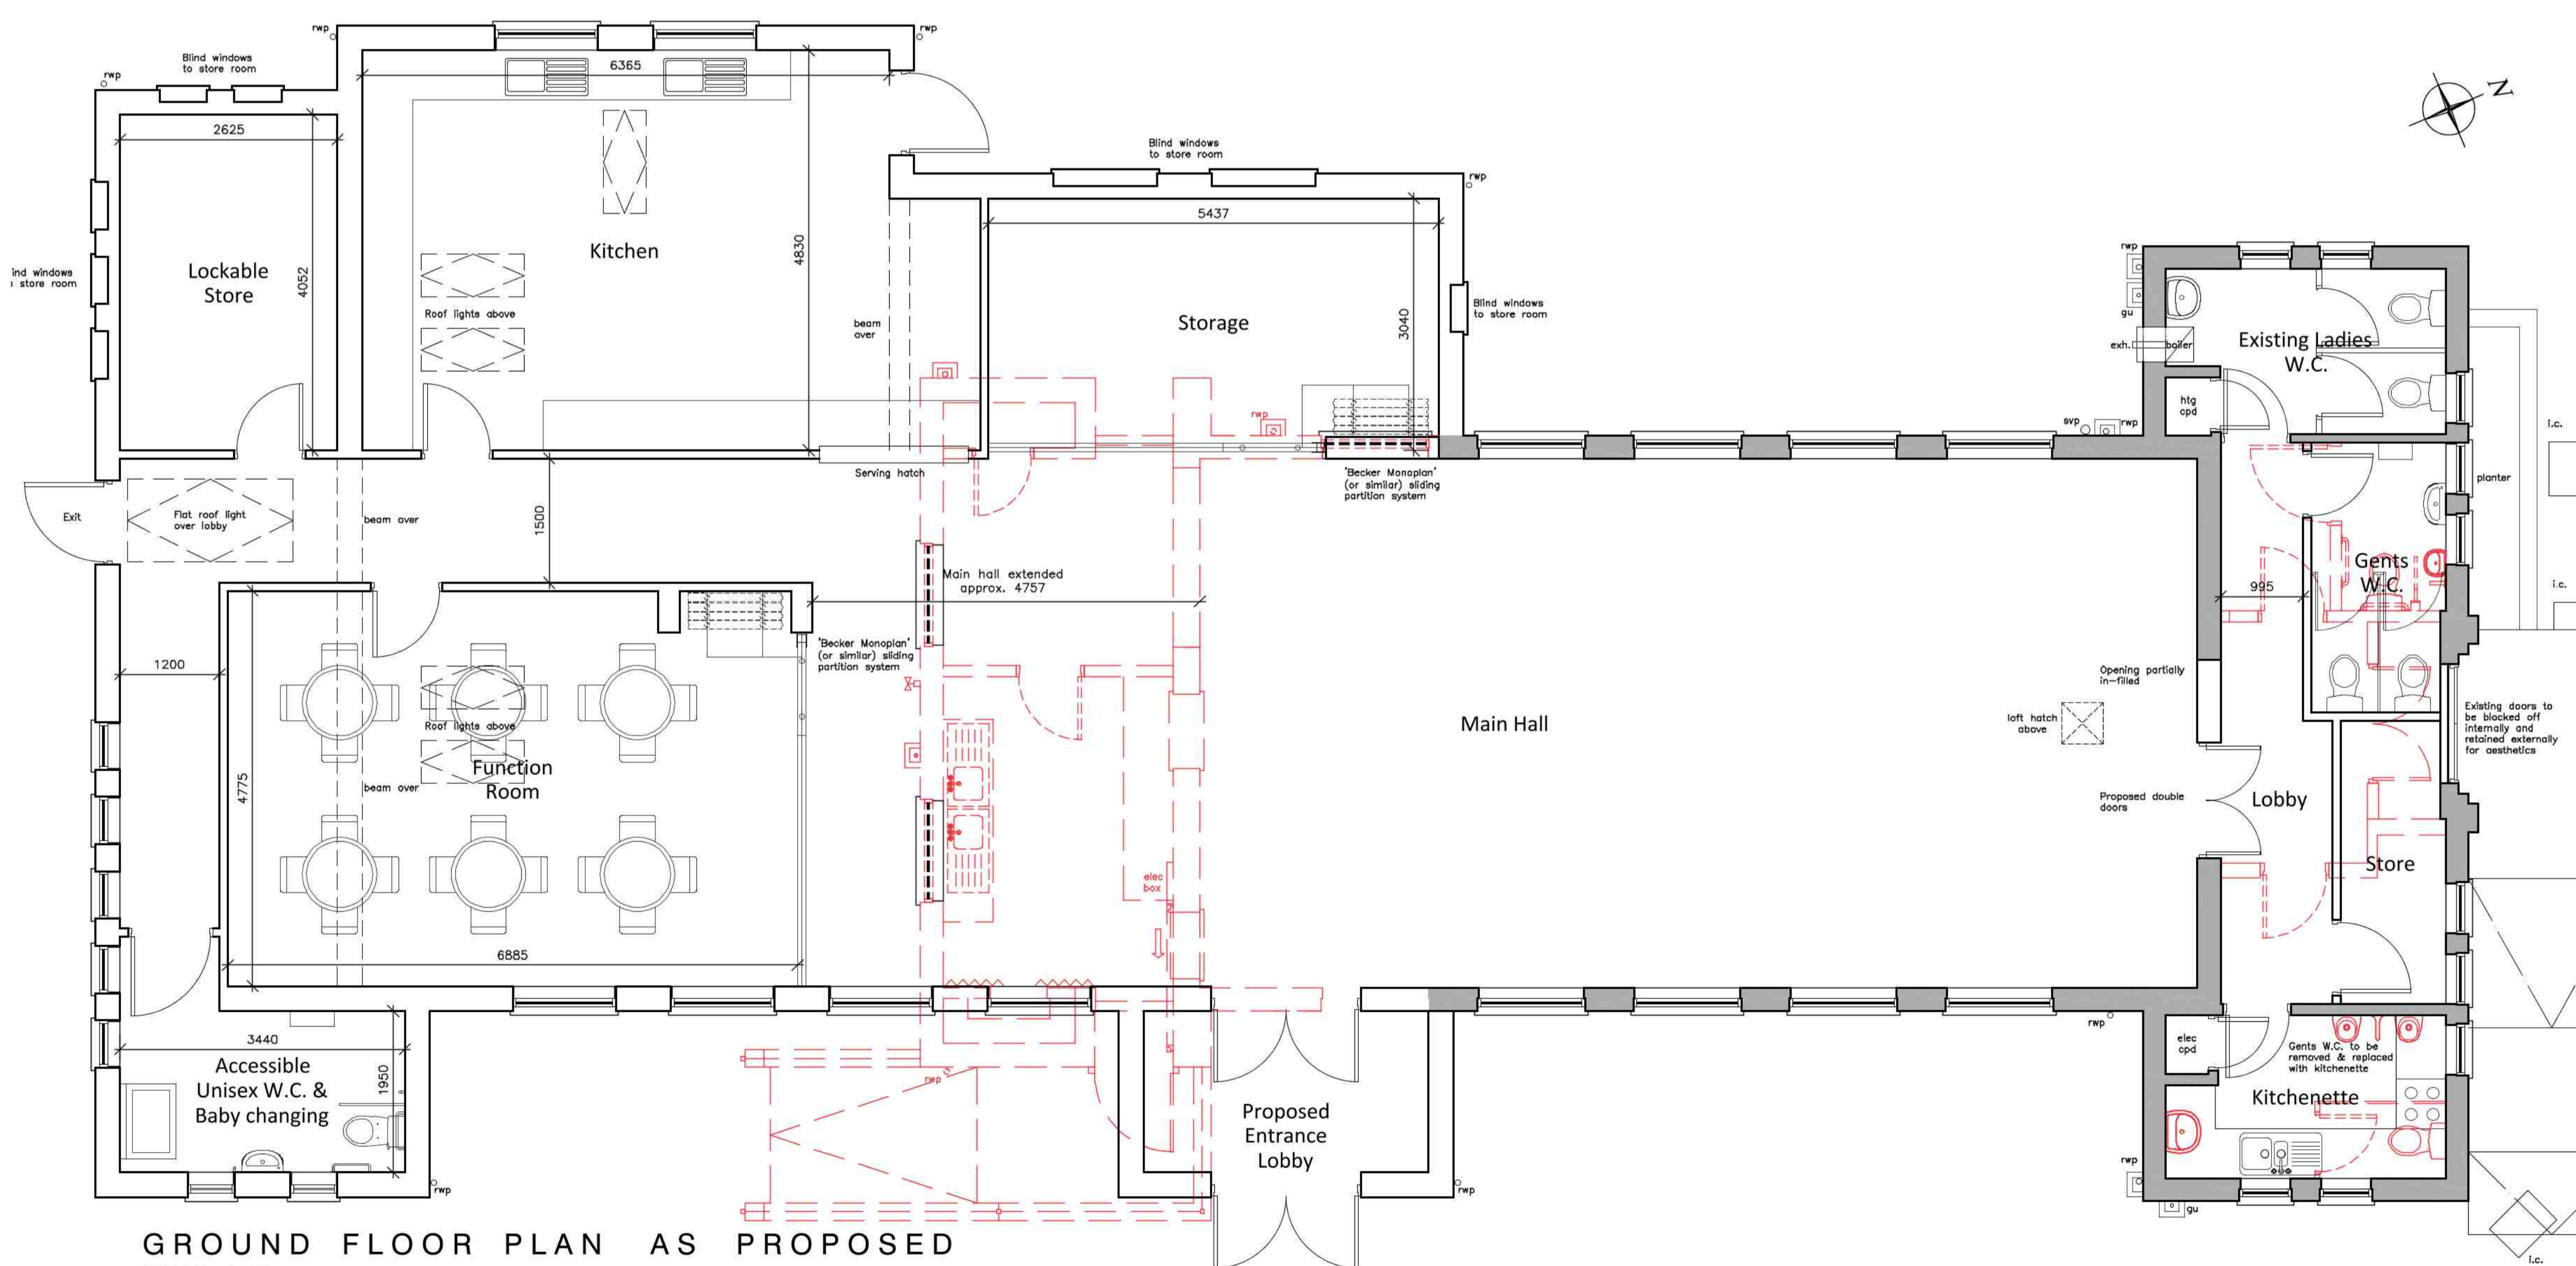 rwp
rwp
Blind windows
to store room
rwp
6365
N
2625
Blind windows
to store room
rwp
5437
4830
Kitchen
Lockable
Store
4052
ind windows
store room
Roof lights above
beam
over
Storage
3040
Blind windows
to store room
rwp
gu
exh.
boiler
Existing Ladies
W.C.
htg
cpd
svp
rwp
rwp
i.c.
Serving hatch
'Becker Monoplan'
(or similar) sliding
partition system
planter
Exit
Flat roof light
over lobby
beam over
1500
Main hall extended
approx. 4757
Gents
W.C.
995
i.c.
1200
'Becker Monoplan'
(or similar) sliding
partition system
Opening partially
in-filled
Main Hall
loft hatch
above
Existing doors to
be blocked off
internally and
retained externally
for aesthetics
Roof lights above
Function
Room
4775
beam over
Proposed double
doors
Lobby
Store
elec
box
6885
3440
Accessible
Unisex W.C. &
Baby changing
1950
rwp
rwp
Proposed
Entrance
Lobby
rwp
rwp
elec
cpd
Gents W.C. to be
removed & replaced
with kitchenette
Kitchenette
rwp
gu
i.c.
GROUND FLOOR PLAN AS PROPOSED